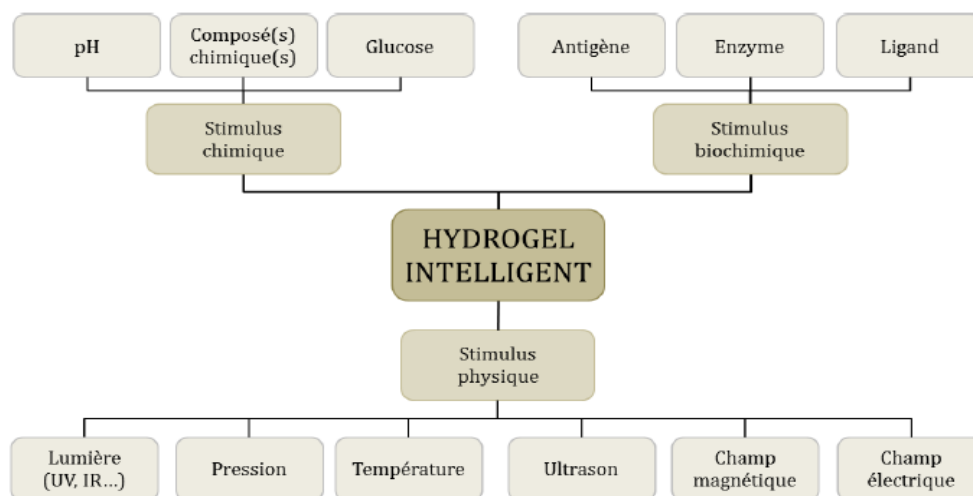 pH
Composé(s)
chimique(s)
Glucose
Antigène
Enzyme
Ligand
Stimulus
chimique
Stimulus
biochimique
HYDROGEL
INTELLIGENT
Stimulus
physique
Lumière
(UV, IR...)
Pression
Température
Ultrason
Champ
magnétique
Champ
électrique